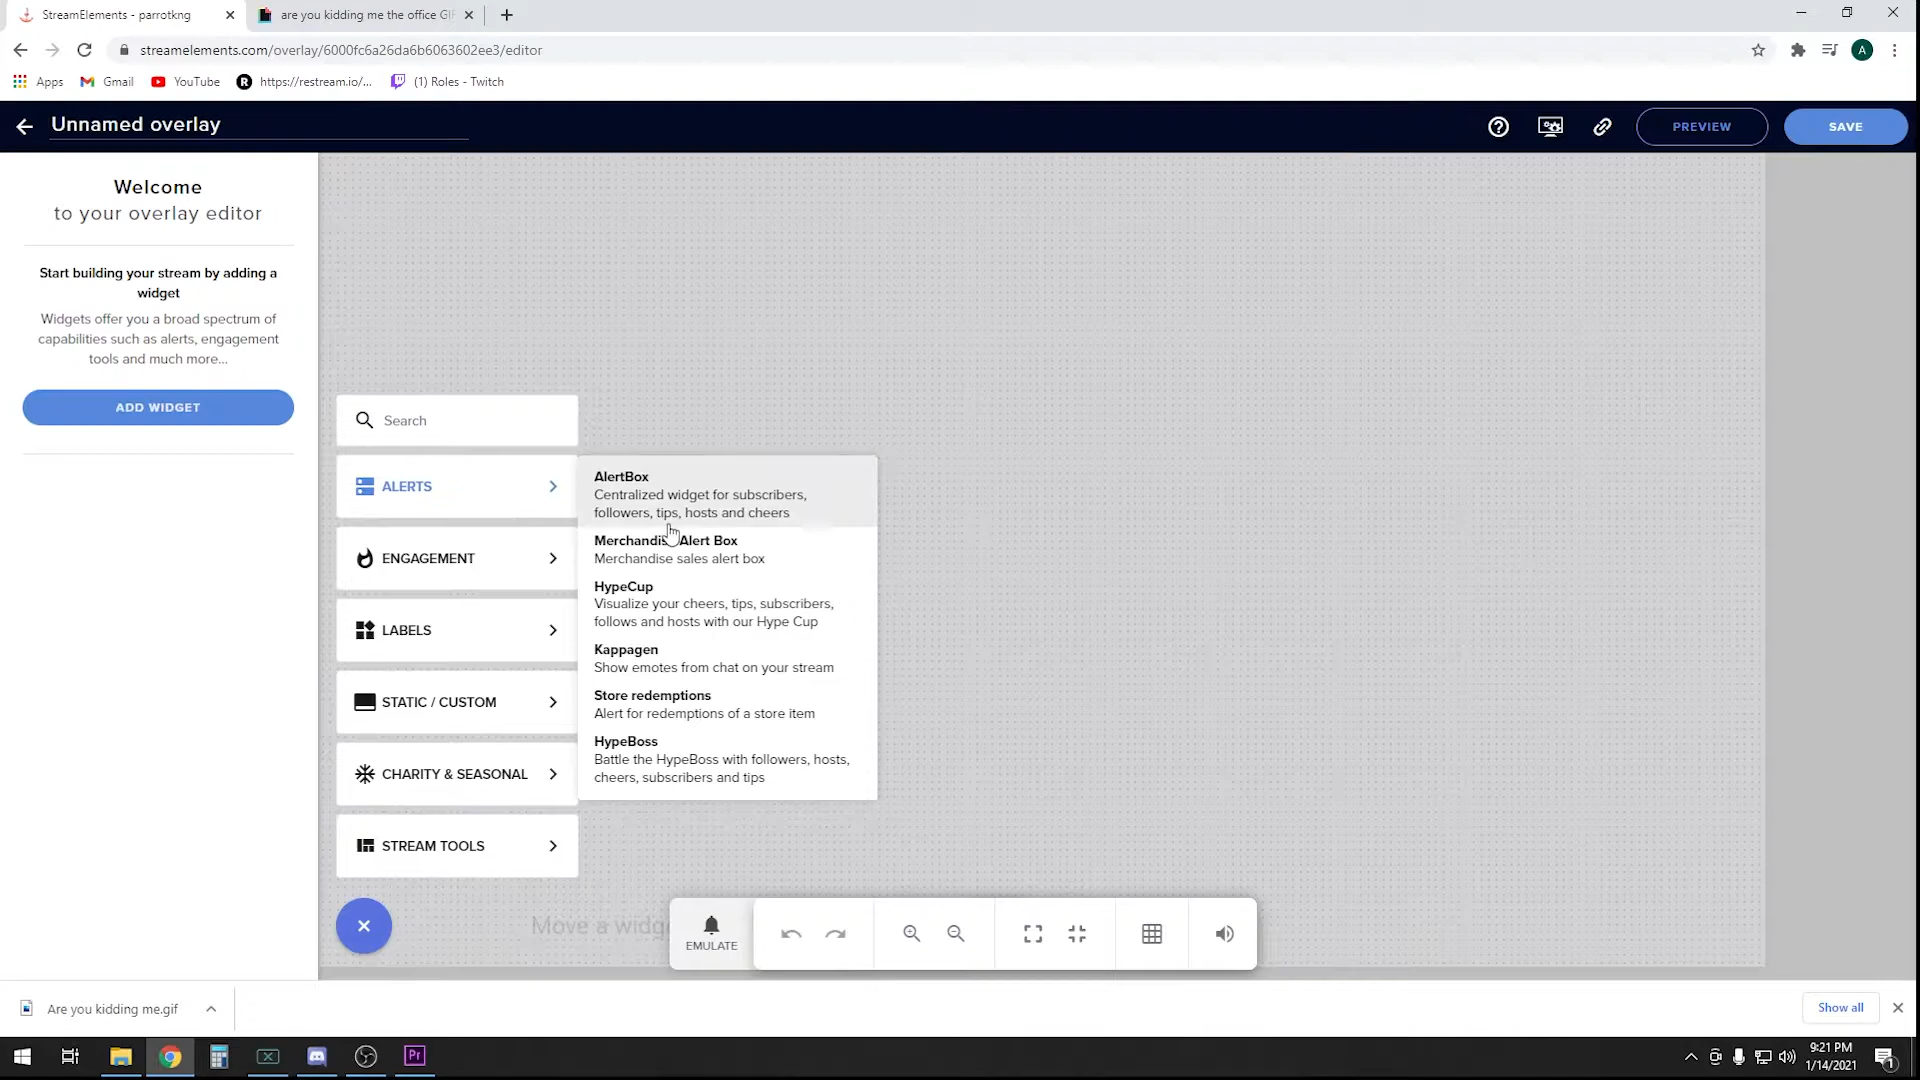 StreamElements - parrotkng
are you kidding me the office GI
streamelements.com/overlay/6000fc6a26da6b6063602ee3/editor
A
Apps
Gmail
YouTube
https://restream.io/...
(1) Roles - Twitch
Unnamed overlay
PREVIEW
SAVE
Welcome
to your overlay editor
Start building your stream by adding a
widget
Widgets offer you a broad spectrum of
capabilities such as alerts, engagement
tools and much more...
ADD WIDGET
Search
ALERTS
ENGAGEMENT
LABELS
STATIC / CUSTOM
CHARITY & SEASONAL
STREAM TOOLS
AlertBox
Centralized widget for subscribers,
followers, tips, hosts and cheers
Merchandis Alert Box
Merchandise sales alert box
HypeCup
Visualize your cheers, tips, subscribers,
follows and hosts with our Hype Cup
Kappagen
Show emotes from chat on your stream
Store redemptions
Alert for redemptions of a store item
HypeBoss
Battle the HypeBoss with followers, hosts,
cheers, subscribers and tips
Move a widg
EMULATE
Are you kidding me.gif
Show all
Pr
9:21 PM
1/14/2021
1